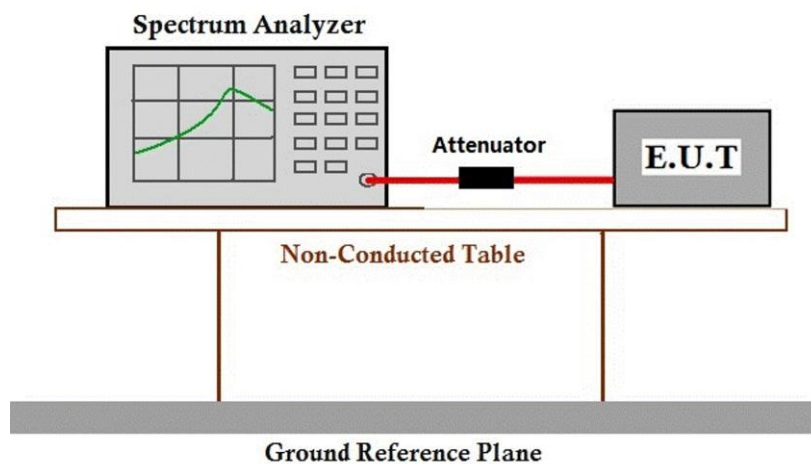 Spectrum Analyzer
Attenuator
E.U.T
Non-Conducted Table
Ground Reference Plane